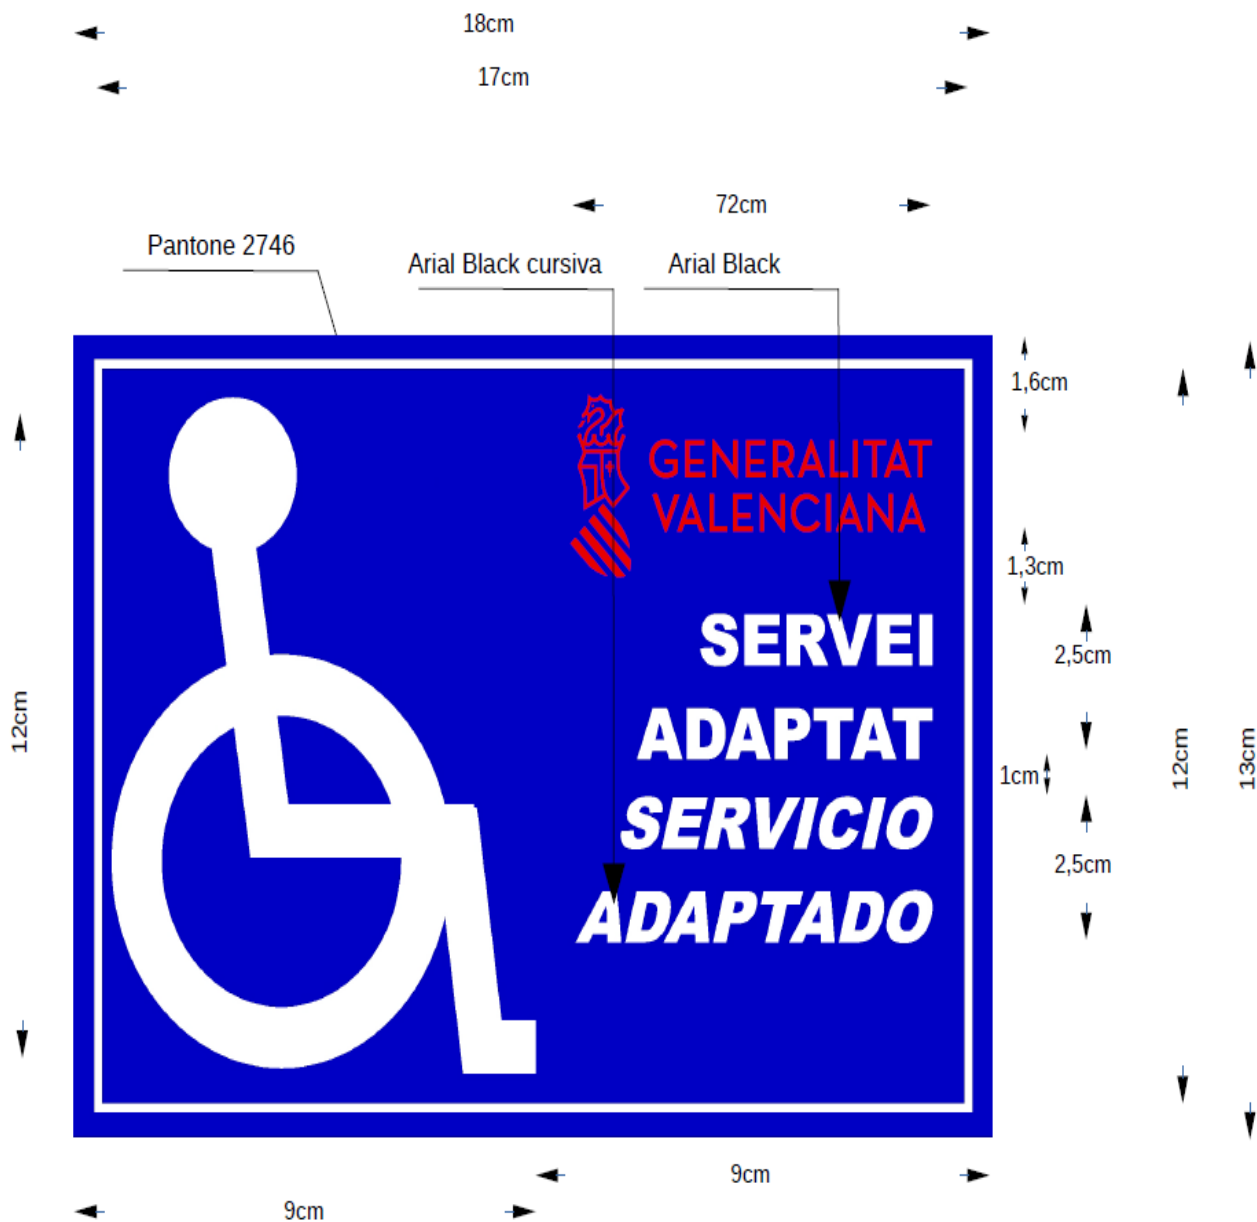 18cm
17cm
72cm
Pantone 2746
Arial Black cursiva
Arial Black
1,6cm
GENERALITAT
VALENCIANA
1,3cm
SERVEI
2,5cm
ADAPTAT
12cm
12cm
13cm
1cm
SERVICIO
2,5cm
ADAPTADO
9cm
9cm